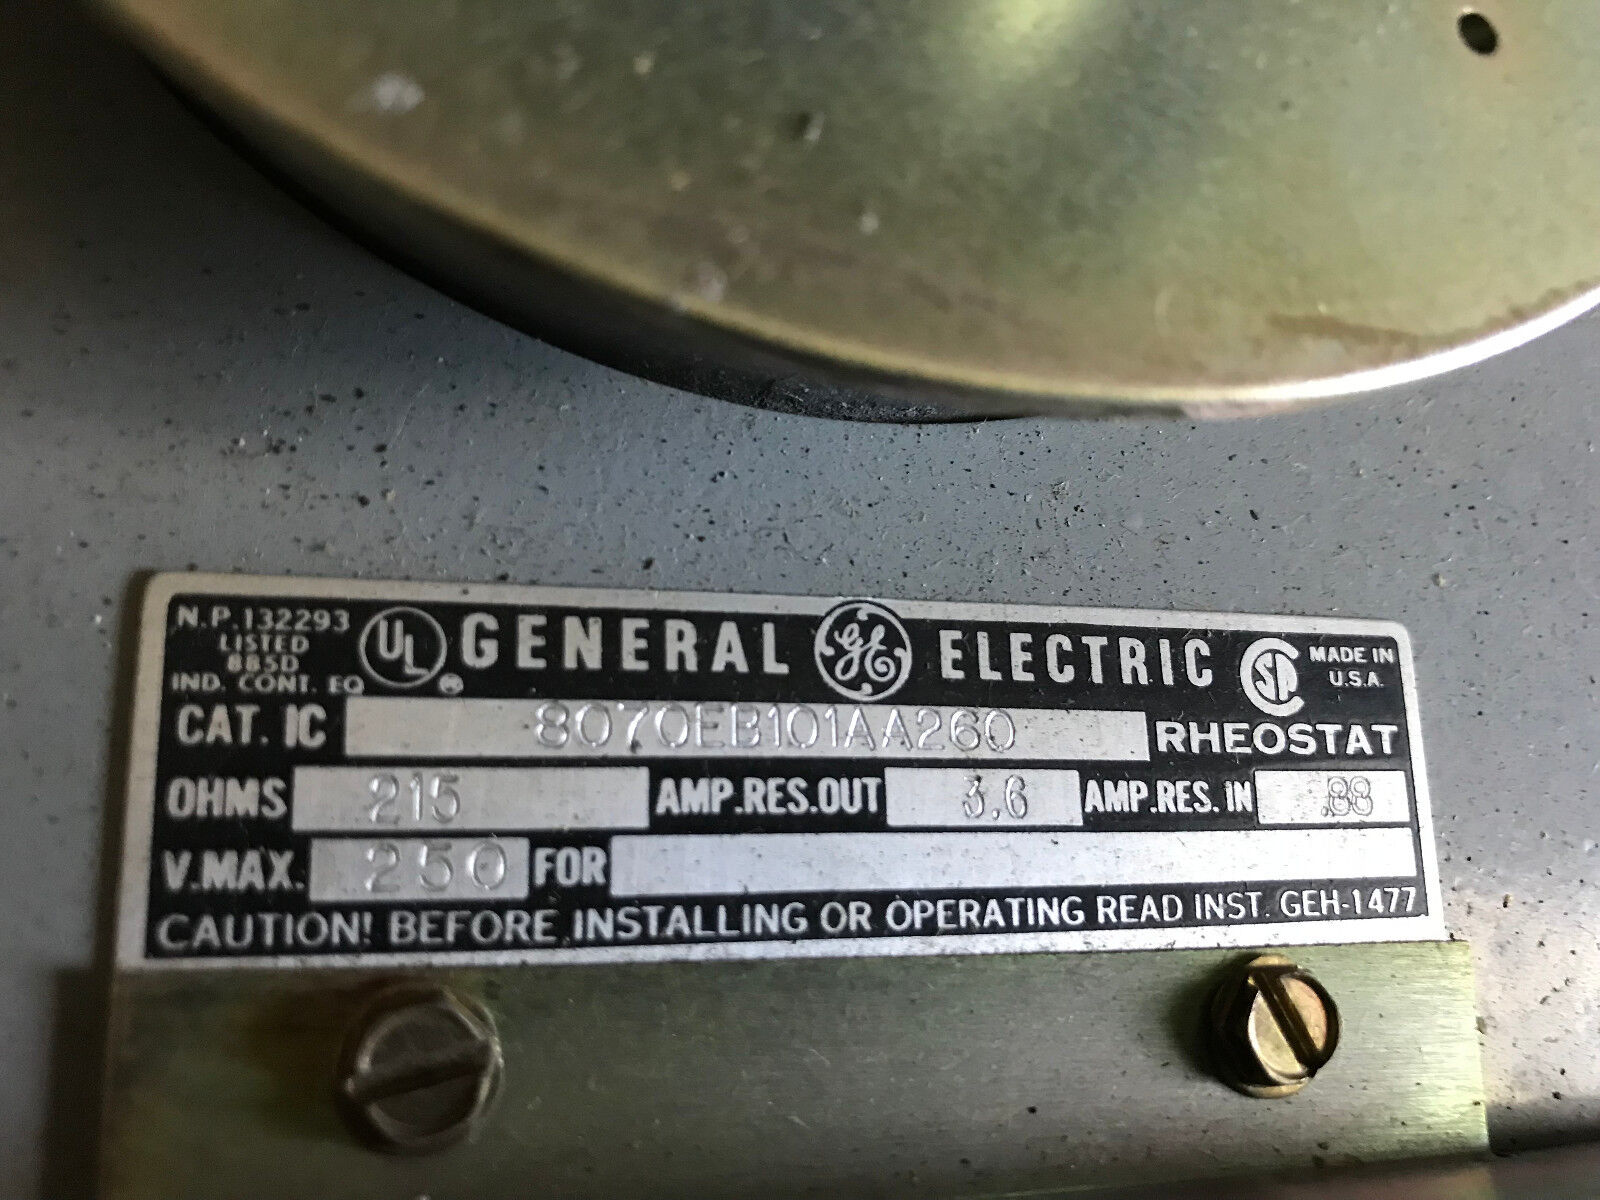 N.P. 132293
LISTED
885D
IND. CONT. EQ
UL
GENERAL GE ELECTRIC
SP
MADE IN
U.S.A.
CAT. IC 8070EB101AA260 RHEOSTAT
OHMS 215 AMP.RES.OUT 3.6 AMP.RES. IN .88
V.MAX. 250 FOR
CAUTION! BEFORE INSTALLING OR OPERATING READ INST. GEH-1477